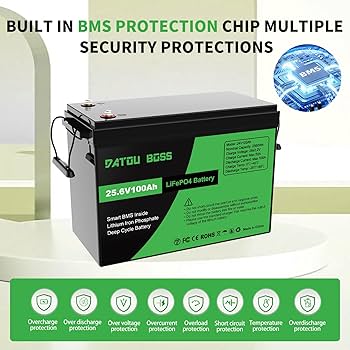 BUILT IN BMS PROTECTION CHIP MULTIPLE
SECURITY PROTECTIONS
BMS
DATOU BOSS
25.6V100Ah
LiFePO4 Battery
Smart BMS Inside
Lithium Iron Phosphate
Deep Cycle Battery
CE
RoHS
Overcharge
protection
Over discharge
protection
Over voltage
protection
Overcurrent
protection
Overload
protection
Short circuit
protection
Temperature
protection
Overdischarge
protection